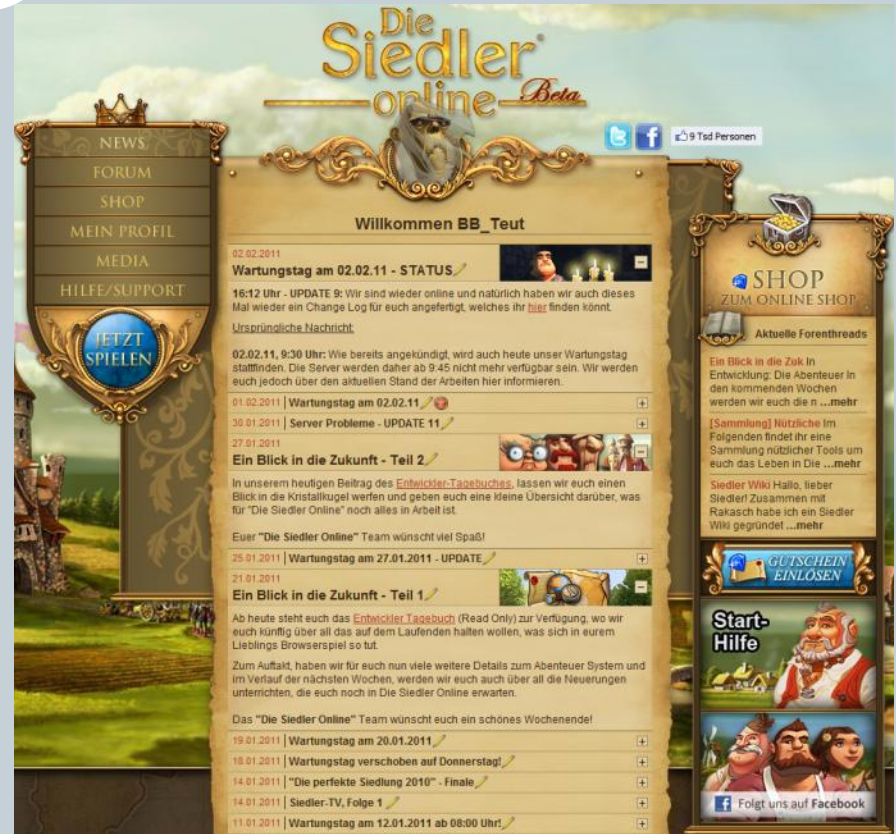 Die
Siedler
online
Beta
9 Tsd Personen
NEWS
FORUM
SHOP
MEIN PROFIL
MEDIA
HILFE/SUPPORT
JETZT
SPIELEN
Willkommen BB_Teut
02.02.2011
Wartungstag am 02.02.11 - STATUS
16:12 Uhr - UPDATE 9: Wir sind wieder online und natürlich haben wir auch dieses
Mal wieder ein Change Log für euch angefertigt, welches ihr hier finden könnt.
Ursprüngliche Nachricht:
02.02.11, 9:30 Uhr: Wie bereits angekündigt, wird auch heute unser Wartungstag
stattfinden. Die Server werden daher ab 9:45 nicht mehr verfügbar sein. Wir werden
euch jedoch über den aktuellen Stand der Arbeiten hier informieren.
01.02.2011 Wartungstag am 02.02.11
30.01.2011 Server Probleme - UPDATE 11
27.01.2011
Ein Blick in die Zukunft - Teil 2
In unserem heutigen Beitrag des Entwickler-Tagebuches, lassen wir euch einen
Blick in die Kristallkugel werfen und geben euch eine kleine Übersicht darüber, was
für "Die Siedler Online" noch alles in Arbeit ist.
Euer "Die Siedler Online" Team wünscht viel Spaß!
25.01.2011 Wartungstag am 27.01.2011 - UPDATE
21.01.2011
Ein Blick in die Zukunft - Teil 1
Ab heute steht euch das Entwickler Tagebuch (Read Only) zur Verfügung, wo wir
euch künftig über all das auf dem Laufenden halten wollen, was sich in eurem
Lieblings Browserspiel so tut.
Zum Auftakt, haben wir für euch nun viele weitere Details zum Abenteuer System und
im Verlauf der nächsten Wochen, werden wir euch auch über all die Neuerungen
unterrichten, die euch noch in Die Siedler Online erwarten.
Das "Die Siedler Online" Team wünscht euch ein schönes Wochenende!
19.01.2011 Wartungstag am 20.01.2011
18.01.2011 Wartungstag verschoben auf Donnerstag!
14.01.2011 "Die perfekte Siedlung 2010" - Finale
14.01.2011 Siedler-TV, Folge 1
11.01.2011 Wartungstag am 12.01.2011 ab 08:00 Uhr!
SHOP
ZUM ONLINE SHOP
Aktuelle Forenthreads
Ein Blick in die Zuk In
Entwicklung: Die Abenteuer In
den kommenden Wochen
werden wir euch die n ...mehr
[Sammlung] Nützliche Im
Folgenden findet ihr eine
Sammlung nützlicher Tools um
euch das Leben in Die ...mehr
Siedler Wiki Hallo, lieber
Siedler! Zusammen mit
Rakasch habe ich ein Siedler
Wiki gegründet ...mehr
GUTSCHEIN
EINLÖSEN
Start-
Hilfe
Folgt uns auf Facebook